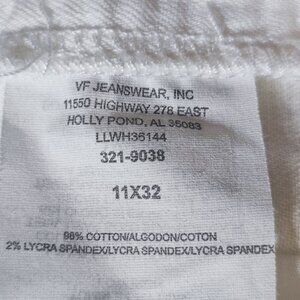 VF JEANSWEAR, INC
11550 HIGHWAY 278 EAST
HOLLY POND, AL 35083
LLWH36144
321-9038
11X32
98% COTTON/ALGODON/COTON
2% LYCRA SPANDEX/LYCRA SPANDEX/LYCRA SPANDEX